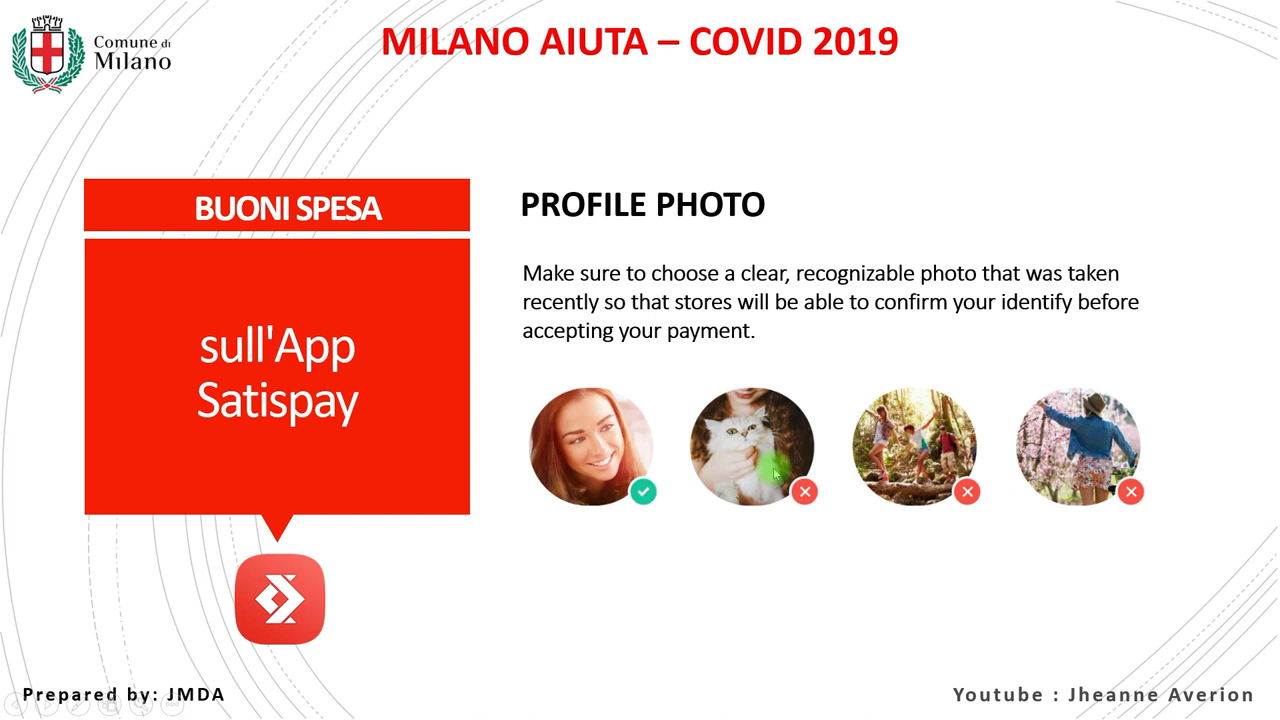 Comune di
Milano
MILANO AIUTA – COVID 2019
BUONI SPESA
sull'App
Satispay
PROFILE PHOTO
Make sure to choose a clear, recognizable photo that was taken
recently so that stores will be able to confirm your identify before
accepting your payment.
Prepared by: JMDA
Youtube : Jheanne Averion